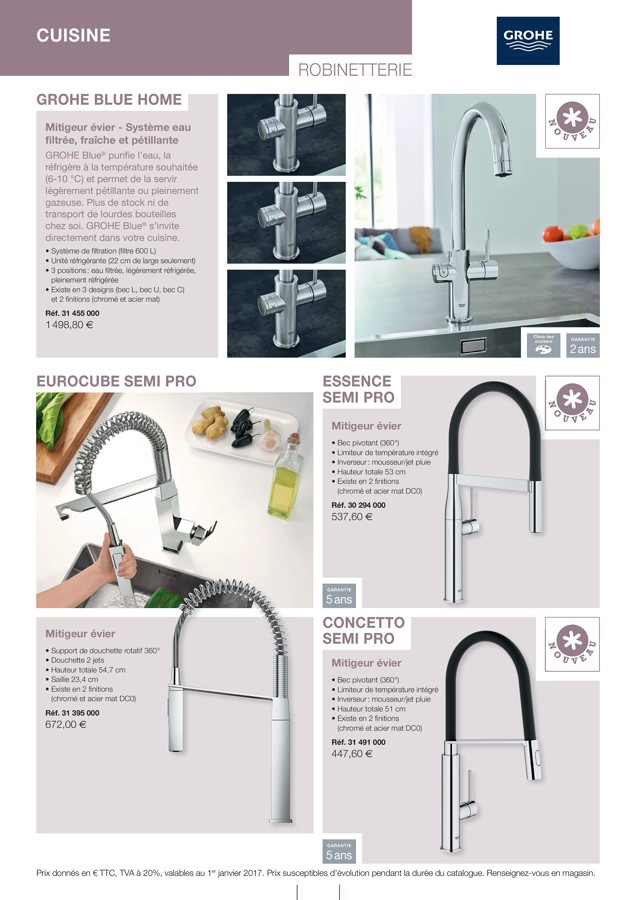 CUISINE
GROHE
ROBINETTERIE
GROHE BLUE HOME
Mitigeur évier - Système eau
filtrée, fraîche et pétillante
GROHE Blue® purifie l'eau, la
réfrigère à la température souhaitée
(6-10 °C) et permet de la servir
légèrement pétillante ou pleinement
gazeuse. Plus de stock ni de
transport de lourdes bouteilles
chez soi. GROHE Blue® s'invite
directement dans votre cuisine.
• Système de filtration (filtre 600 L)
• Unité réfrigérante (22 cm de large seulement)
• 3 positions : eau filtrée, légèrement réfrigérée,
pleinement réfrigérée
• Existe en 3 designs (bec L, bec U, bec C)
et 2 finitions (chromé et acier mat)
Réf. 31 455 000
1 498,80 €
NOUVEAU
Choix des
couleurs
GARANTIE
2 ans
EUROCUBE SEMI PRO
Mitigeur évier
• Support de douchette rotatif 360°
• Douchette 2 jets
• Hauteur totale 54,7 cm
• Saillie 23,4 cm
• Existe en 2 finitions
(chromé et acier mat DC0)
Réf. 31 395 000
672,00 €
ESSENCE
SEMI PRO
Mitigeur évier
• Bec pivotant (360°)
• Limiteur de température intégré
• Inverseur : mousseur/jet pluie
• Hauteur totale 53 cm
• Existe en 2 finitions
(chromé et acier mat DC0)
Réf. 30 294 000
537,60 €
NOUVEAU
GARANTIE
5 ans
CONCETTO
SEMI PRO
Mitigeur évier
• Bec pivotant (360°)
• Limiteur de température intégré
• Inverseur : mousseur/jet pluie
• Hauteur totale 51 cm
• Existe en 2 finitions
(chromé et acier mat DC0)
Réf. 31 491 000
447,60 €
NOUVEAU
GARANTIE
5 ans
Prix donnés en € TTC, TVA à 20%, valables au 1er janvier 2017. Prix susceptibles d'évolution pendant la durée du catalogue. Renseignez-vous en magasin.